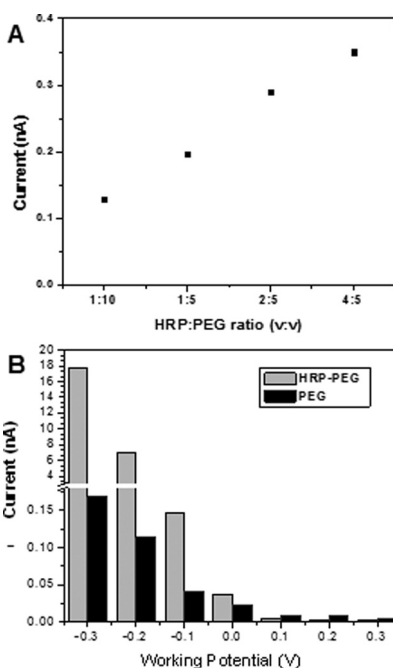 A
0.4
0.3
0.2
0.1
0.0
Current (nA)
1:10 1:5 2:5 4:5
HRP:PEG ratio (v:v)
B
20
18
16
14
12
10
8
6
4
0.15
0.10
0.05
0.00
- Current (nA)
HRP-PEG
PEG
-0.3 -0.2 -0.1 0.0 0.1 0.2 0.3
Working Potential (V)